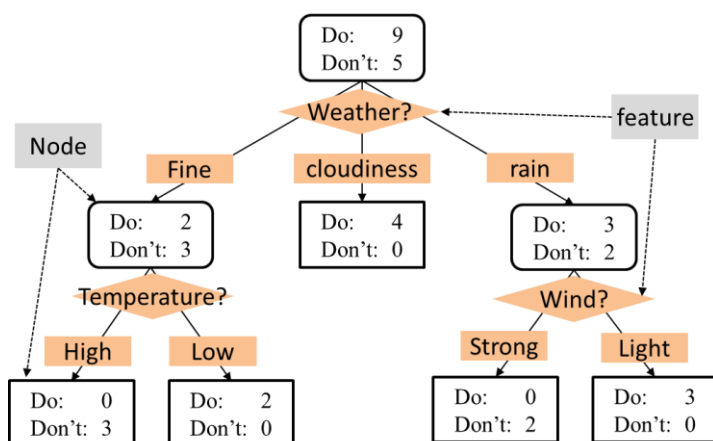 Do: 9
Don't: 5
Weather?
feature
Node
Fine
cloudiness
rain
Do: 2
Don't: 3
Do: 4
Don't: 0
Do: 3
Don't: 2
Temperature?
Wind?
High
Low
Strong
Light
Do: 0
Don't: 3
Do: 2
Don't: 0
Do: 0
Don't: 2
Do: 3
Don't: 0